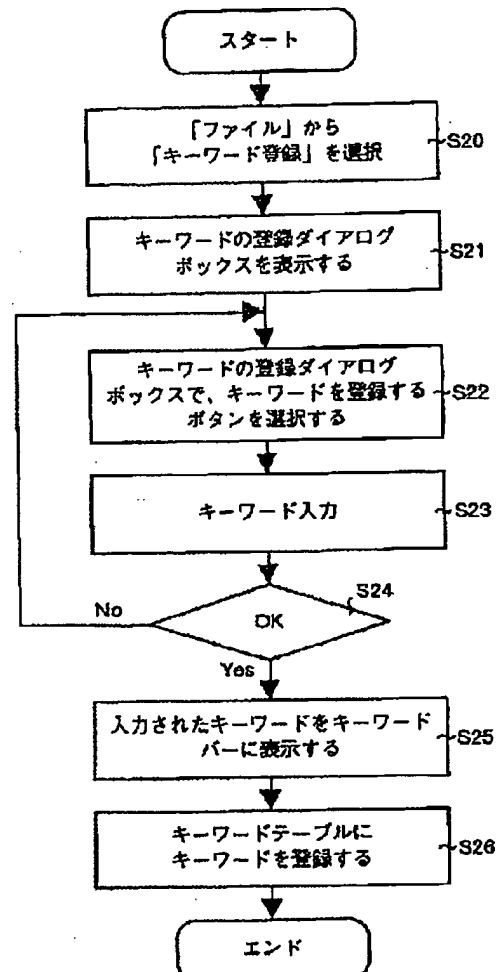 スタート
「ファイル」から
「キーワード登録」を選択
S20
キーワードの登録ダイアログ
ボックスを表示する
S21
キーワードの登録ダイアログ
ボックスで、キーワードを登録する
ボタンを選択する
S22
キーワード入力
S23
S24
No
OK
Yes
入力されたキーワードをキーワード
バーに表示する
S25
キーワードテーブルに
キーワードを登録する
S26
エンド